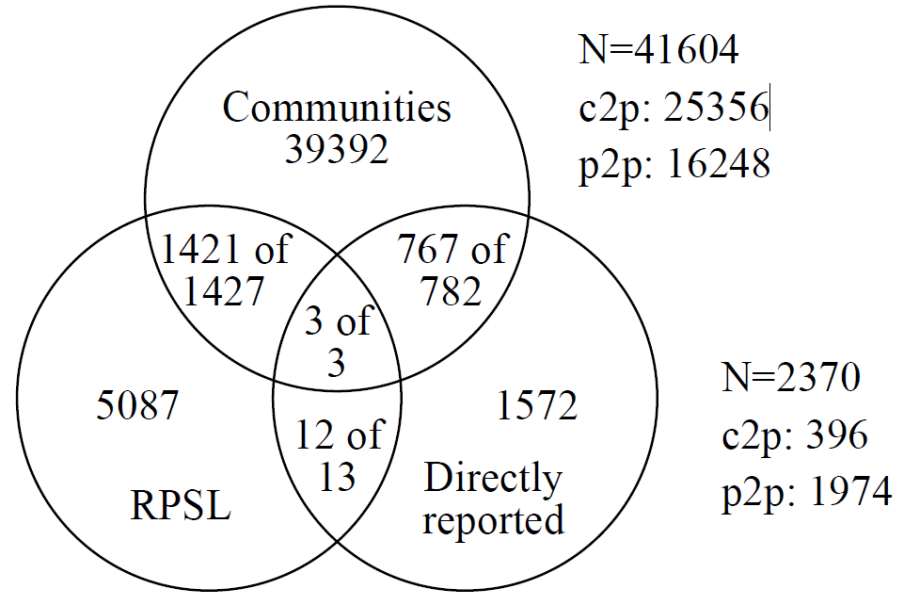 N=41604
Communities
39392
c2p: 25356
p2p: 16248
1421 of
1427
767 of
782
3 of
3
N=2370
5087
1572
c2p: 396
12 of
13
Directly
reported
RPSL
p2p: 1974